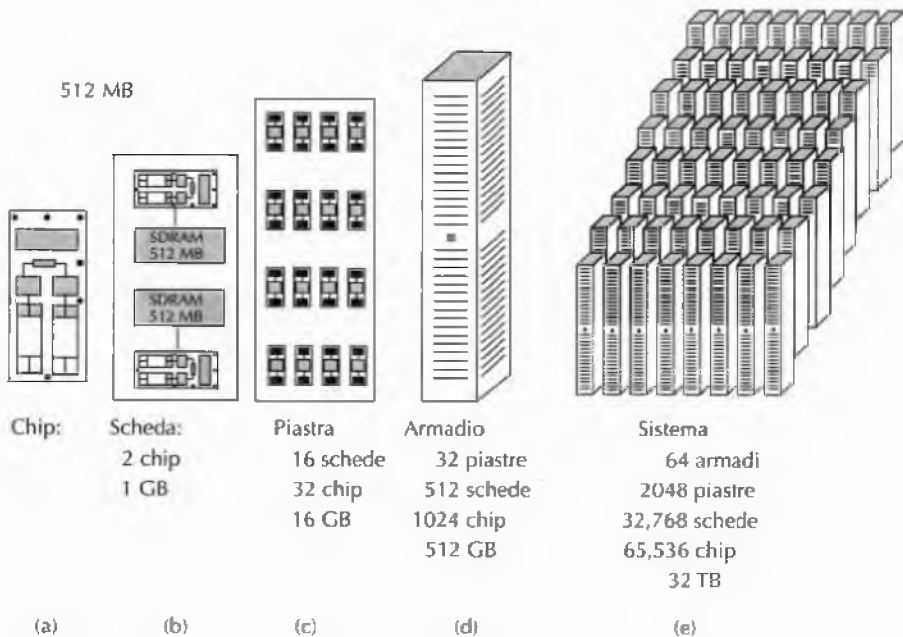 512 MB
SDRAM
512 MB
SDRAM
512 MB
Chip:
Scheda:
2 chip
1 GB
Piastra
16 schede
32 chip
16 GB
Armadio
32 piastre
512 schede
1024 chip
512 GB
Sistema
64 armadi
2048 piastre
32,768 schede
65,536 chip
32 TB
(a)
(b)
(c)
(d)
(e)